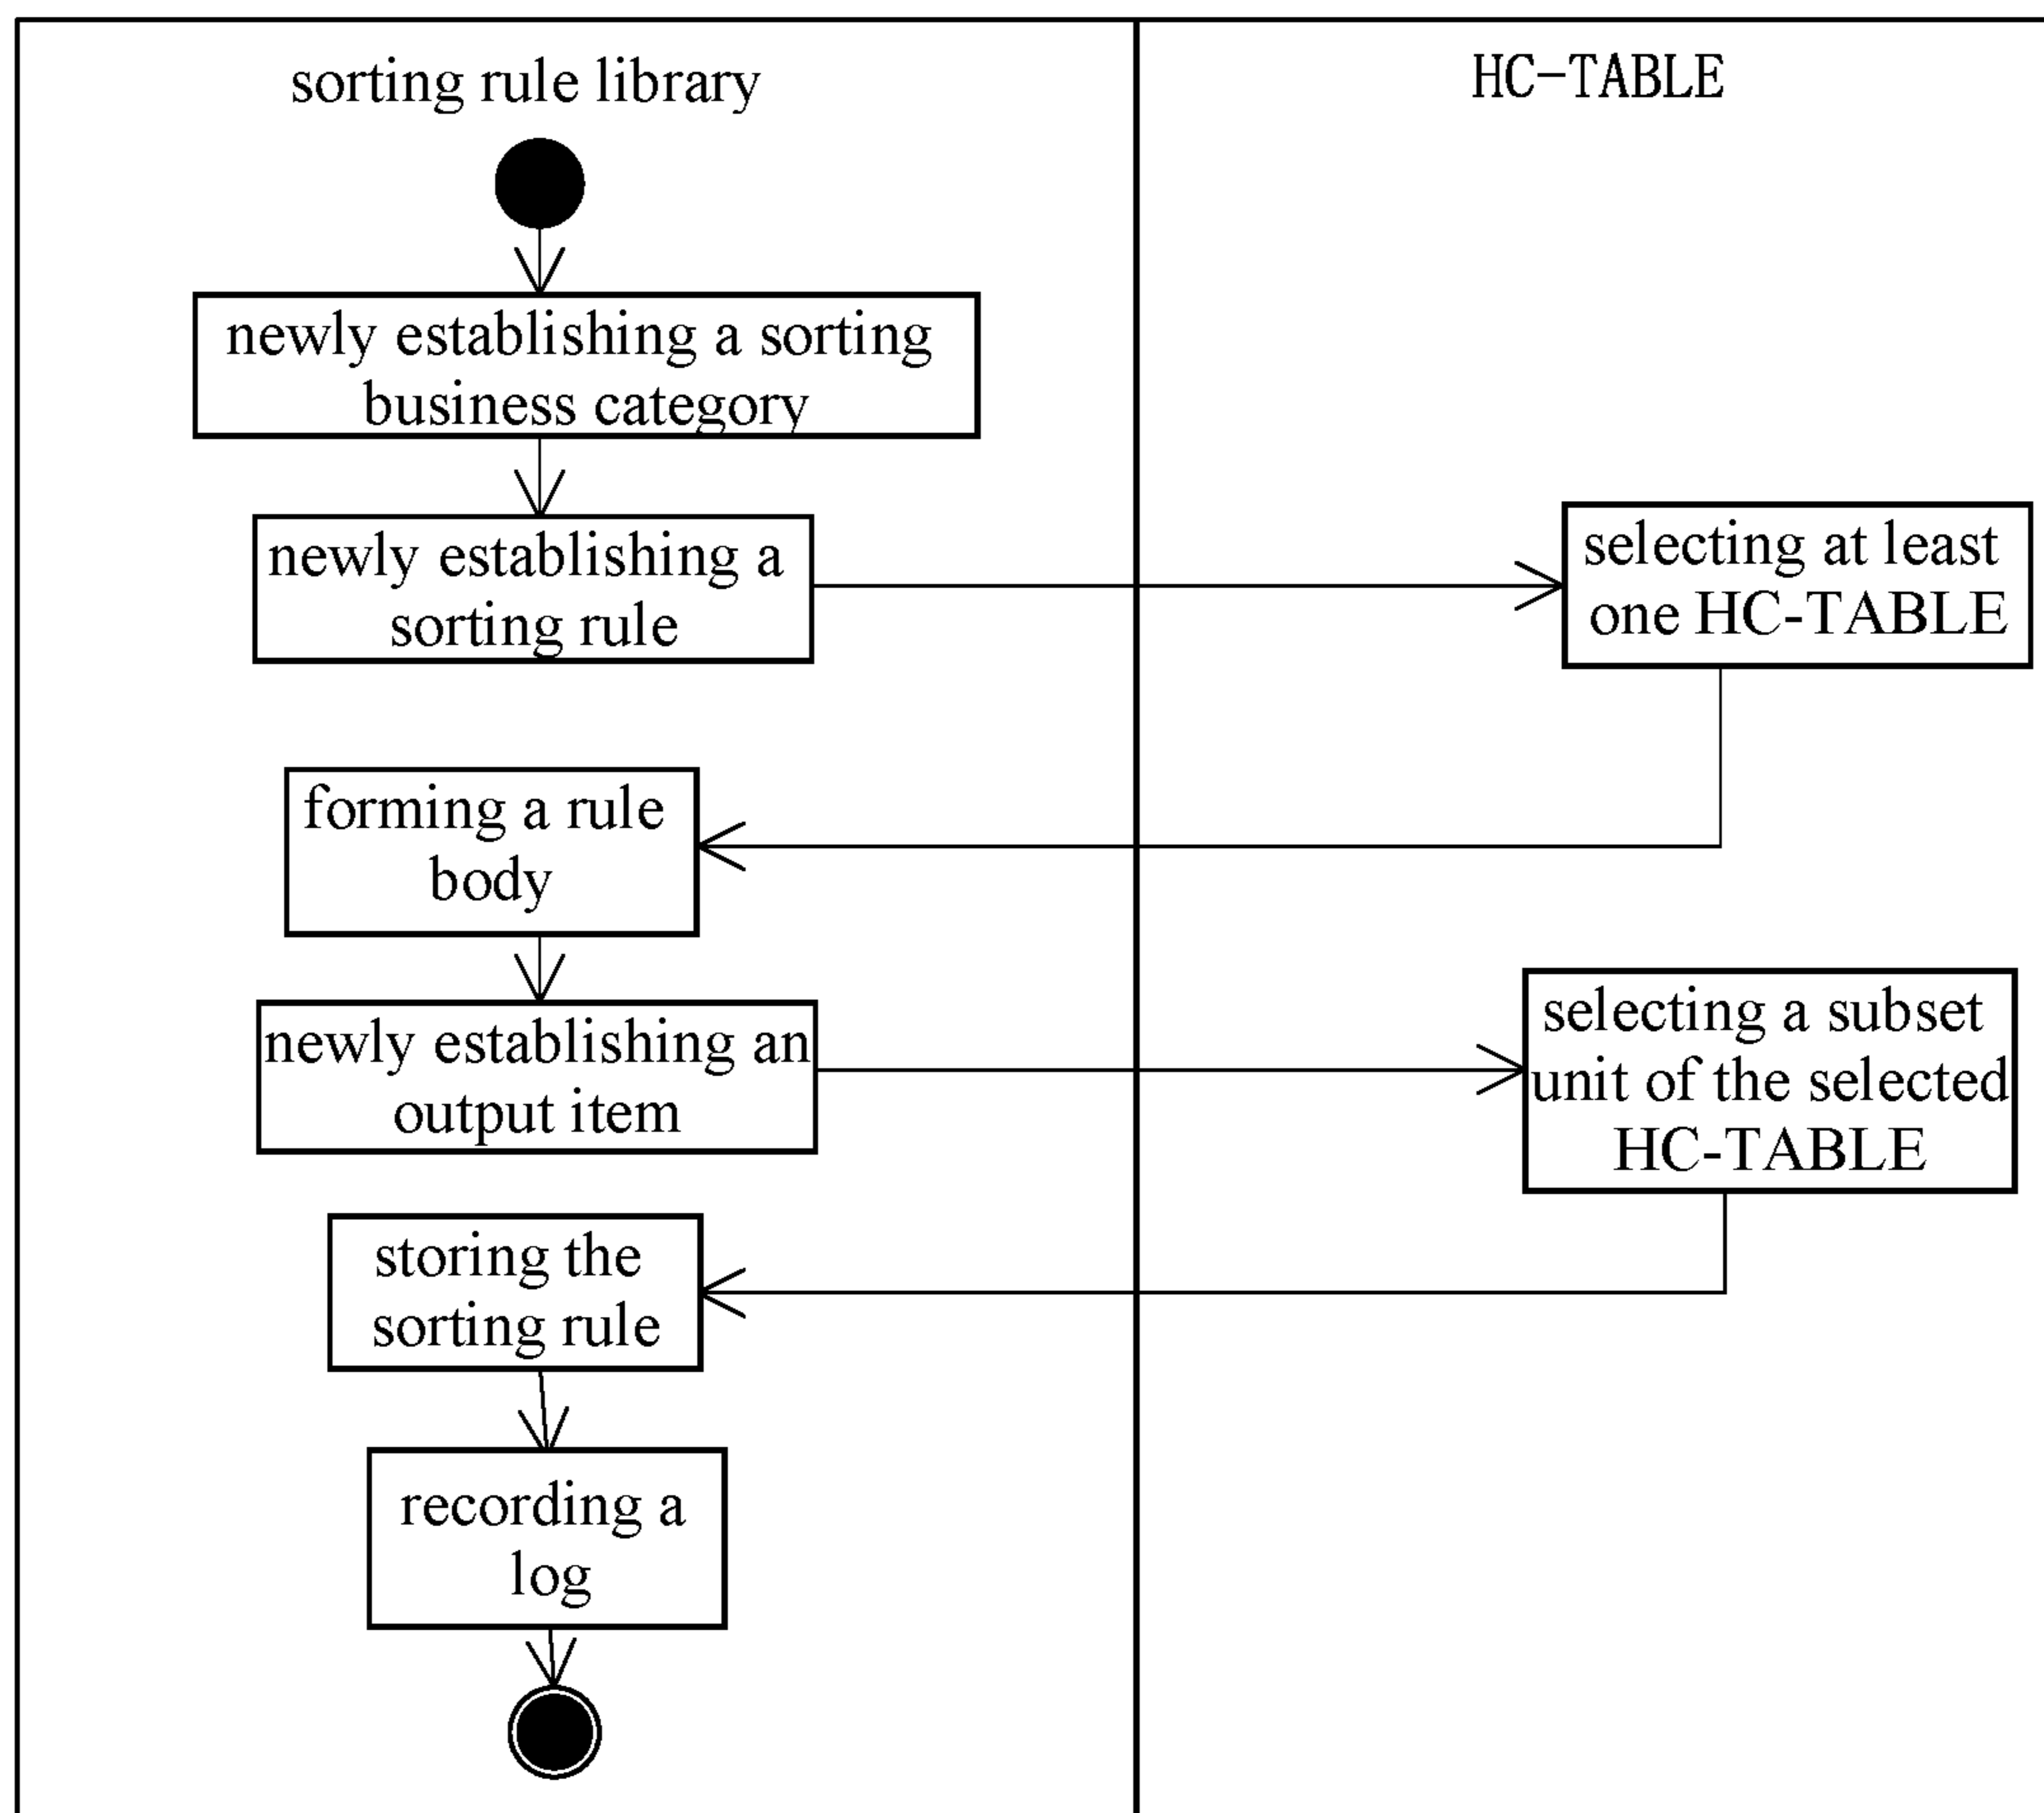 sorting rule library
HC-TABLE
newly establishing a sorting
business category
newly establishing a
sorting rule
selecting at least
one HC-TABLE
forming a rule
body
newly establishing an
output item
selecting a subset
unit of the selected
HC-TABLE
storing the
sorting rule
recording a
log